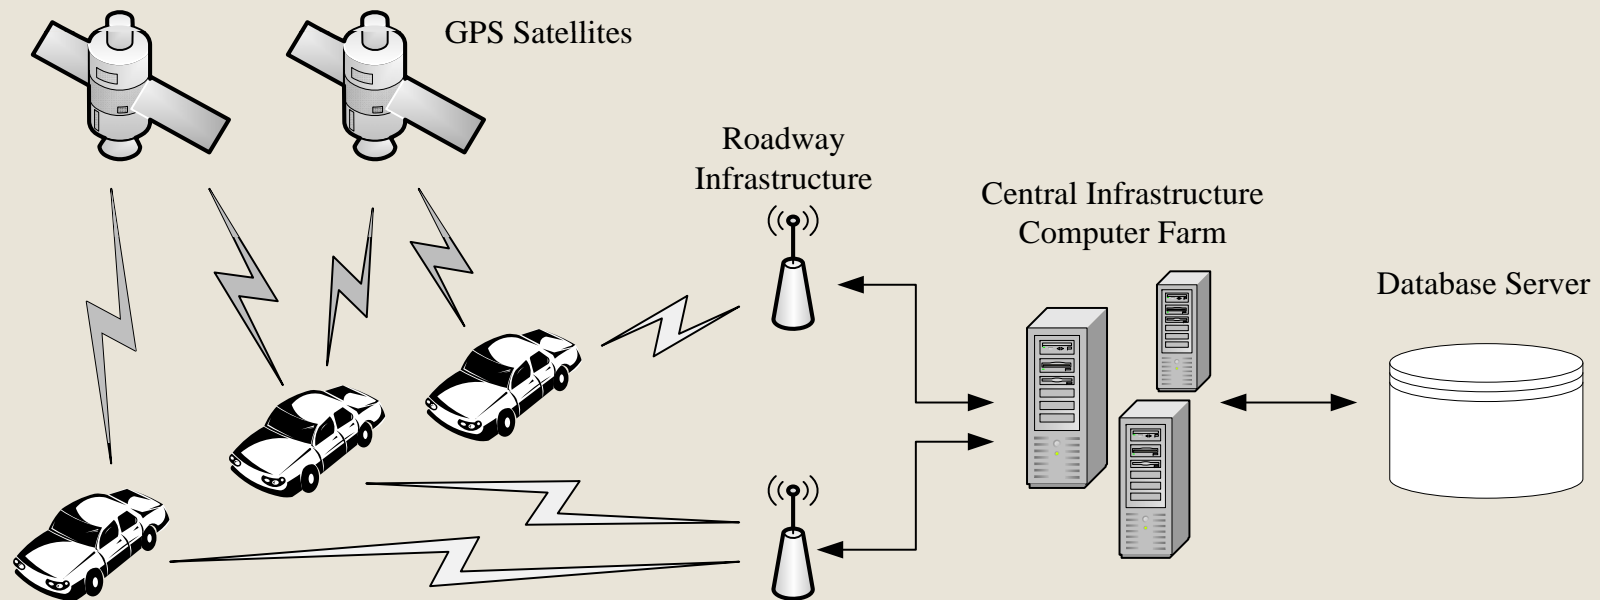 GPS Satellites
Roadway
Infrastructure
Central Infrastructure
Computer Farm
Database Server